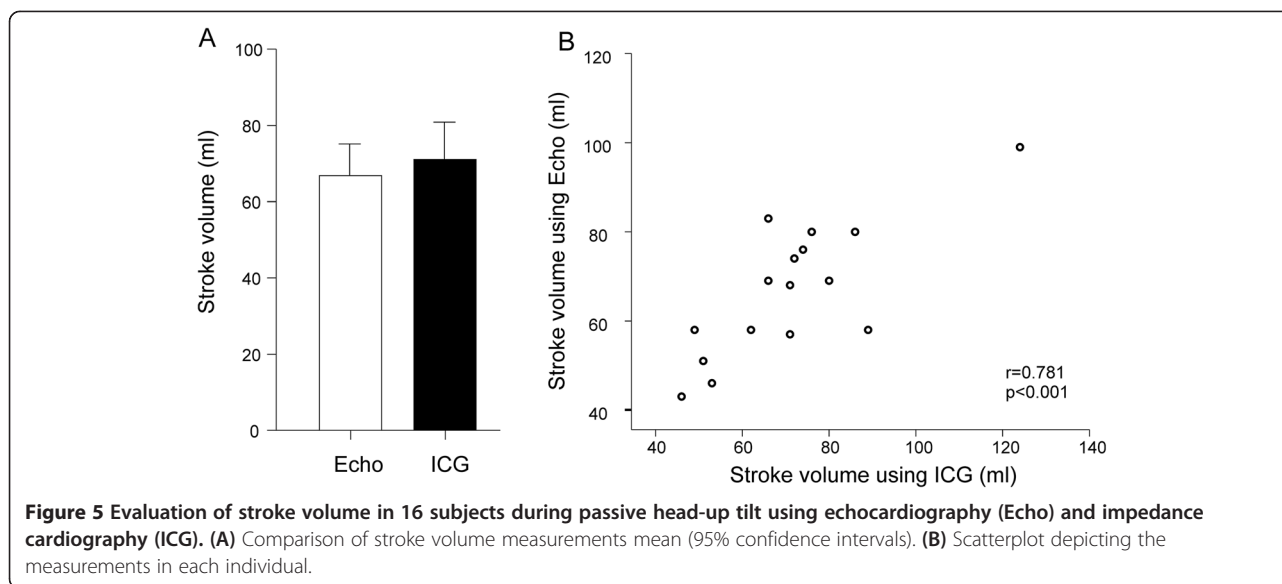 A
100
80
60
40
20
0
Stroke volume (ml)
Echo ICG
B
120
100
80
60
40
Stroke volume using Echo (ml)
r=0.781
p<0.001
40 60 80 100 120 140
Stroke volume using ICG (ml)
Figure 5 Evaluation of stroke volume in 16 subjects during passive head-up tilt using echocardiography (Echo) and impedance
cardiography (ICG). (A) Comparison of stroke volume measurements mean (95% confidence intervals). (B) Scatterplot depicting the
measurements in each individual.